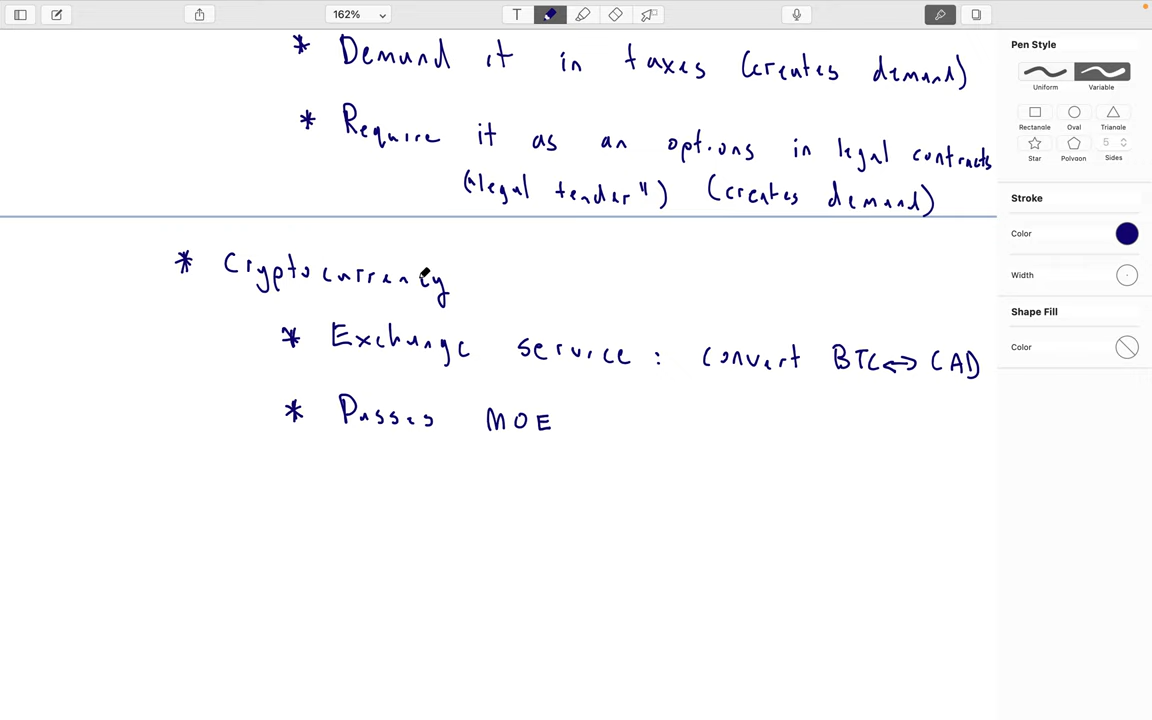 162%
T
* Demand it in taxes (creates demand)
* Require it as an options in legal contracts
("legal tender") (creates demand)
* Cryptocurrency
* Exchange service : convert BTC ↔ CAD
* Passes MOE
Pen Style
Uniform Variable
Rectangle Oval Triangle
5
Star Polygon Sides
Stroke
Color
Width
Shape Fill
Color